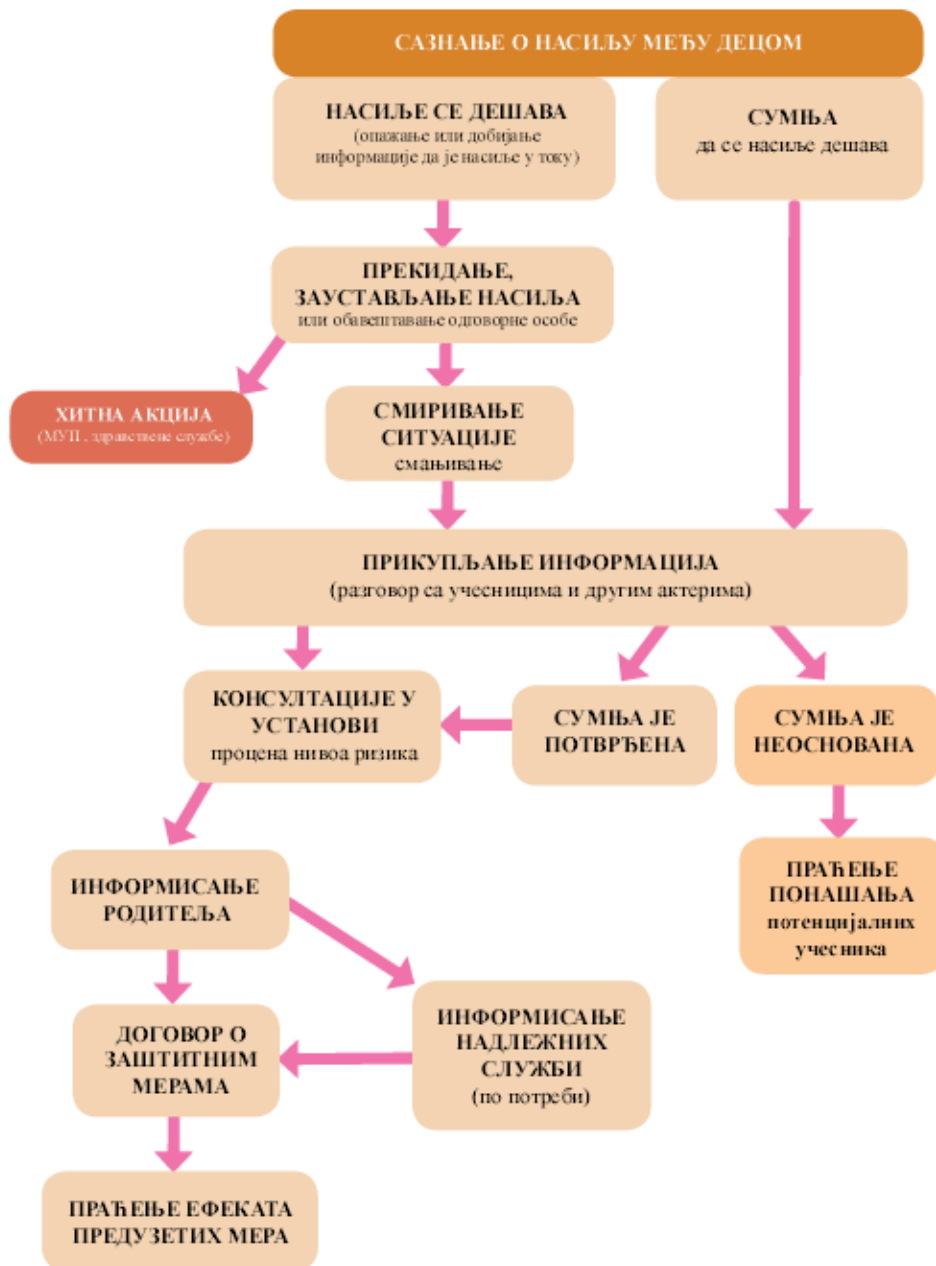 САЗНАЊЕ О НАСИЉУ МЕЂУ ДЕЦОМ
НАСИЉЕ СЕ ДЕШАВА
(опажање или добијање
информације да је насиље у току)
СУМЊА
да се насиље дешава
ПРЕКИДАЊЕ,
ЗАУСТАВЉАЊЕ НАСИЉА
или обавештавање одговорне особе
ХИТНА АКЦИЈА
(МУП , здравствене службе)
СМИРИВАЊЕ
СИТУАЦИЈЕ
смањивање
ПРИКУПЉАЊЕ ИНФОРМАЦИЈА
(разговор са учесницима и другим актерима)
КОНСУЛТАЦИЈЕ У
УСТАНОВИ
процена нивоа ризика
СУМЊА ЈЕ
ПОТВРЂЕНА
СУМЊА ЈЕ
НЕОСНОВАНА
ПРАЋЕЊЕ
ПОНАШАЊА
потенцијалних
учесника
ИНФОРМИСАЊЕ
РОДИТЕЉА
ИНФОРМИСАЊЕ
НАДЛЕЖНИХ
СЛУЖБИ
(по потреби)
ДОГОВОР О
ЗАШТИТНИМ
МЕРАМА
ПРАЋЕЊЕ ЕФЕКАТА
ПРЕДУЗЕТИХ МЕРА